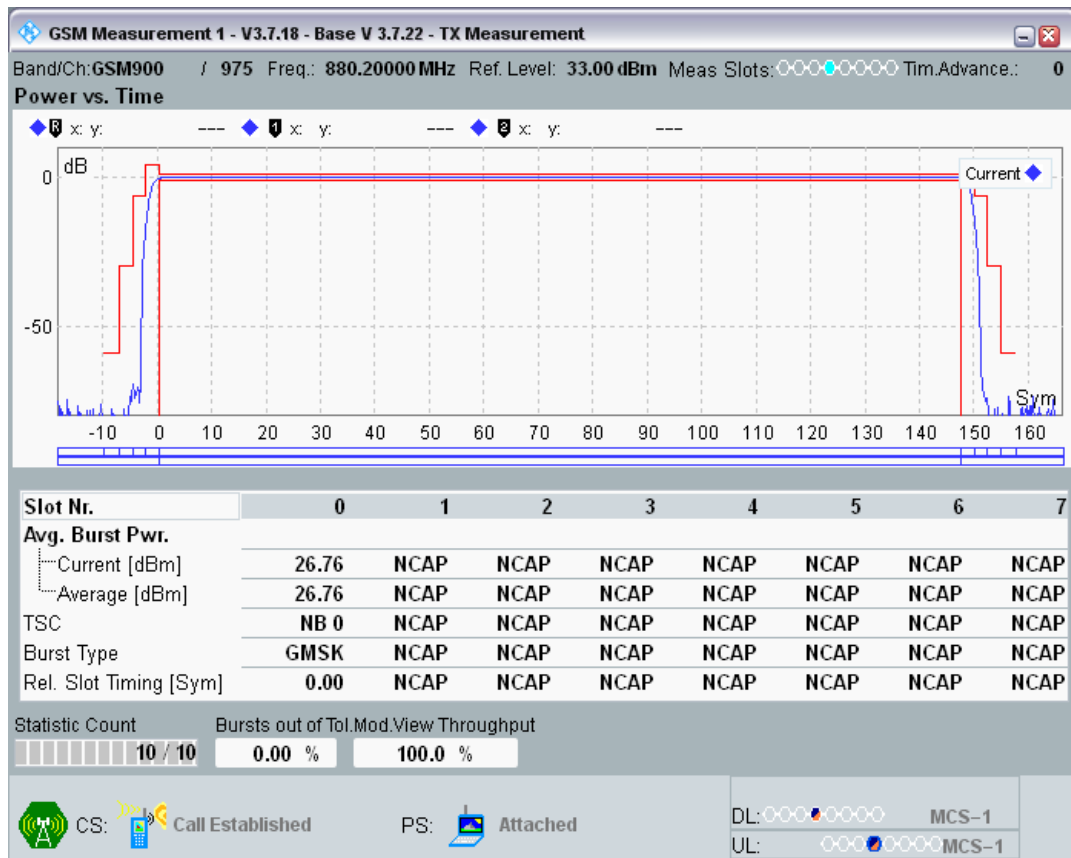 GSM Measurement 1 - V3.7.18 - Base V 3.7.22 - TX Measurement
Band/Ch:GSM900 / 975 Freq.: 880.20000 MHz Ref. Level: 33.00 dBm Meas Slots: Tim.Advance.: 0
Power vs. Time
R x: y: --- 1 x: y: --- 2 x: y: ---
dB
Current
0
-50
Sym
-10 0 10 20 30 40 50 60 70 80 90 100 110 120 130 140 150 160
Slot Nr. 0 1 2 3 4 5 6 7
Avg. Burst Pwr.
Current [dBm] 26.76 NCAP NCAP NCAP NCAP NCAP NCAP NCAP
Average [dBm] 26.76 NCAP NCAP NCAP NCAP NCAP NCAP NCAP
TSC NB 0 NCAP NCAP NCAP NCAP NCAP NCAP NCAP
Burst Type GMSK NCAP NCAP NCAP NCAP NCAP NCAP NCAP
Rel. Slot Timing [Sym] 0.00 NCAP NCAP NCAP NCAP NCAP NCAP NCAP
Statistic Count Bursts out of Tol.Mod.View Throughput
10 / 10 0.00 % 100.0 %
CS: Call Established PS: Attached DL: MCS-1
UL: MCS-1